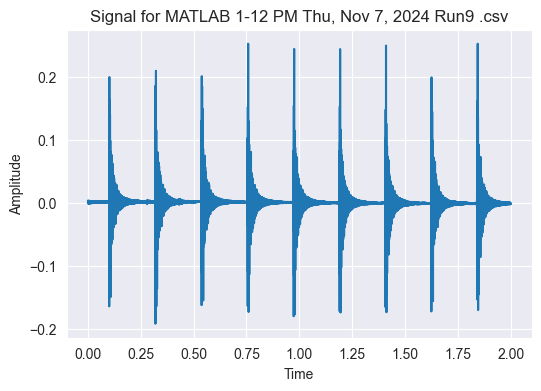 Signal for MATLAB 1-12 PM Thu, Nov 7, 2024 Run9 .csv
Amplitude
0.2
0.1
0.0
−0.1
−0.2
0.00 0.25 0.50 0.75 1.00 1.25 1.50 1.75 2.00
Time